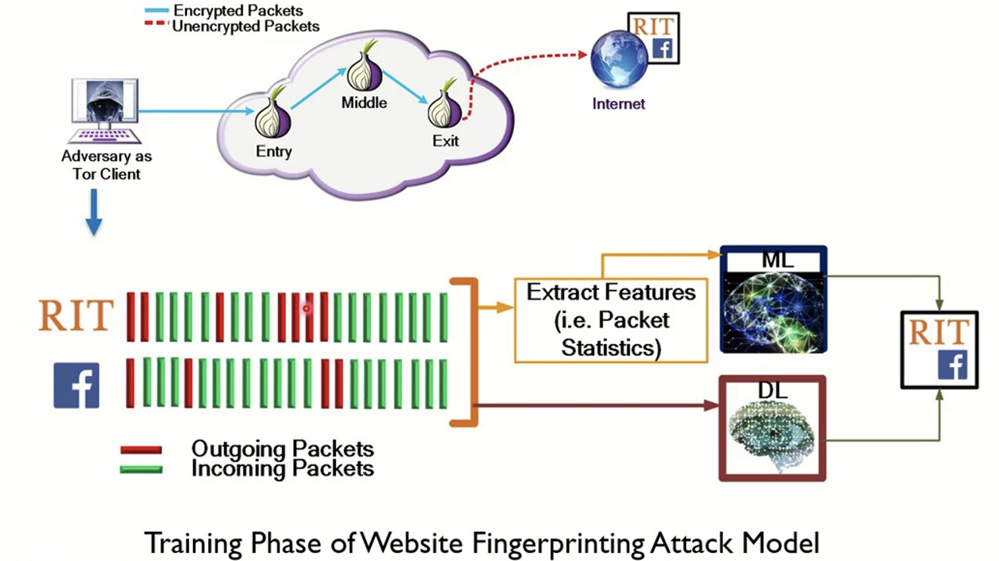 Encrypted Packets
Unencrypted Packets
RIT
f
Internet
Middle
Entry
Exit
Adversary as
Tor Client
RIT
f
Outgoing Packets
Incoming Packets
Extract Features
(i.e. Packet
Statistics)
ML
DL
RIT
f
Training Phase of Website Fingerprinting Attack Model